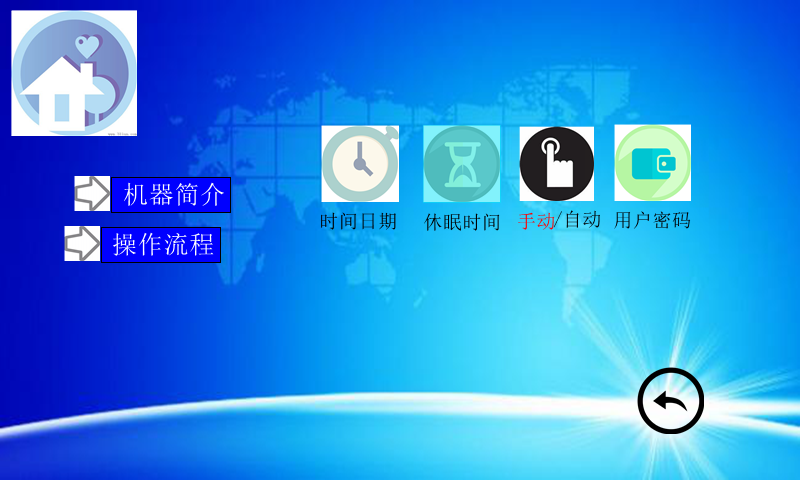 机器简介
操作流程
时间日期
休眠时间
手动/自动
用户密码